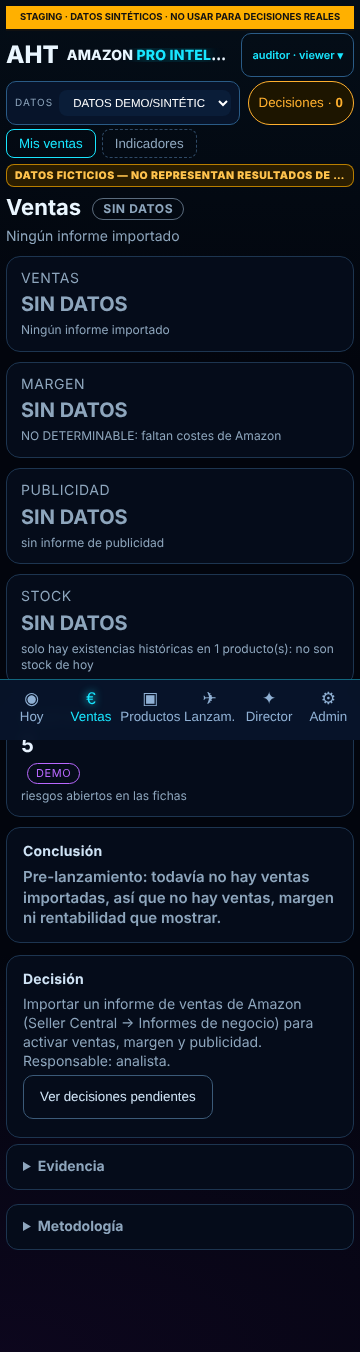 STAGING · DATOS SINTÉTICOS · NO USAR PARA DECISIONES REALES
AHT AMAZON PRO INTEL... auditor · viewer ▾
DATOS DATOS DEMO/SINTÉTIC Decisiones · 0
Mis ventas Indicadores
DATOS FICTICIOS — NO REPRESENTAN RESULTADOS DE ...
Ventas SIN DATOS
Ningún informe importado
VENTAS
SIN DATOS
Ningún informe importado
MARGEN
SIN DATOS
NO DETERMINABLE: faltan costes de Amazon
PUBLICIDAD
SIN DATOS
sin informe de publicidad
STOCK
SIN DATOS
solo hay existencias históricas en 1 producto(s): no son
stock de hoy
€
Hoy Ventas Productos Lanzam. Director Admin
5
DEMO
riesgos abiertos en las fichas
Conclusión
Pre-lanzamiento: todavía no hay ventas
importadas, así que no hay ventas, margen
ni rentabilidad que mostrar.
Decisión
Importar un informe de ventas de Amazon
(Seller Central → Informes de negocio) para
activar ventas, margen y publicidad.
Responsable: analista.
Ver decisiones pendientes
▶ Evidencia
▶ Metodología